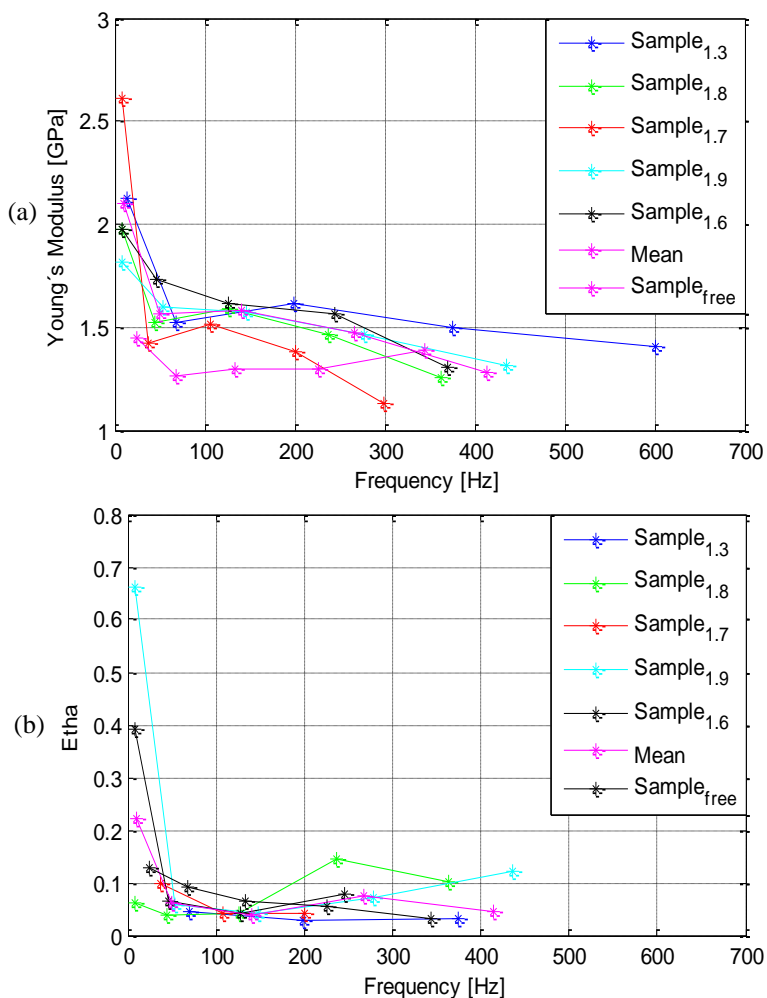 (a)
Young´s Modulus [GPa]
3
2.5
2
1.5
1
0 100 200 300 400 500 600 700
Frequency [Hz]
Sample1.3
Sample1.8
Sample1.7
Sample1.9
Sample1.6
Mean
Samplefree
(b)
Etha
0.8
0.7
0.6
0.5
0.4
0.3
0.2
0.1
0
0 100 200 300 400 500 600 700
Frequency [Hz]
Sample1.3
Sample1.8
Sample1.7
Sample1.9
Sample1.6
Mean
Samplefree